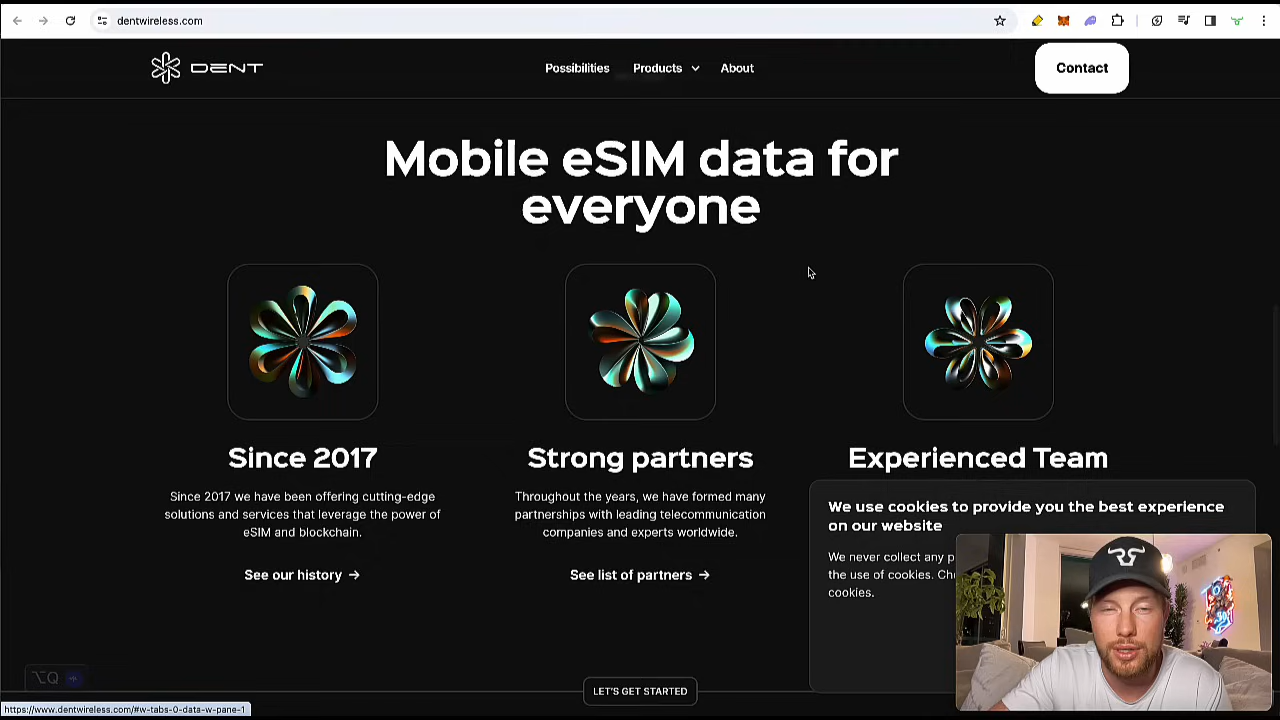 dentwireless.com
DENT
Possibilities
Products
About
Contact
Mobile eSIM data for
everyone
Since 2017
Since 2017 we have been offering cutting-edge
solutions and services that leverage the power of
eSIM and blockchain.
See our history →
Strong partners
Throughout the years, we have formed many
partnerships with leading telecommunication
companies and experts worldwide.
See list of partners →
Experienced Team
We use cookies to provide you the best experience
on our website
We never collect any
the use of cookies.
cookies.
LET'S GET STARTED
https://www.dentwireless.com/#w-tabs-0-data-w-pane-1